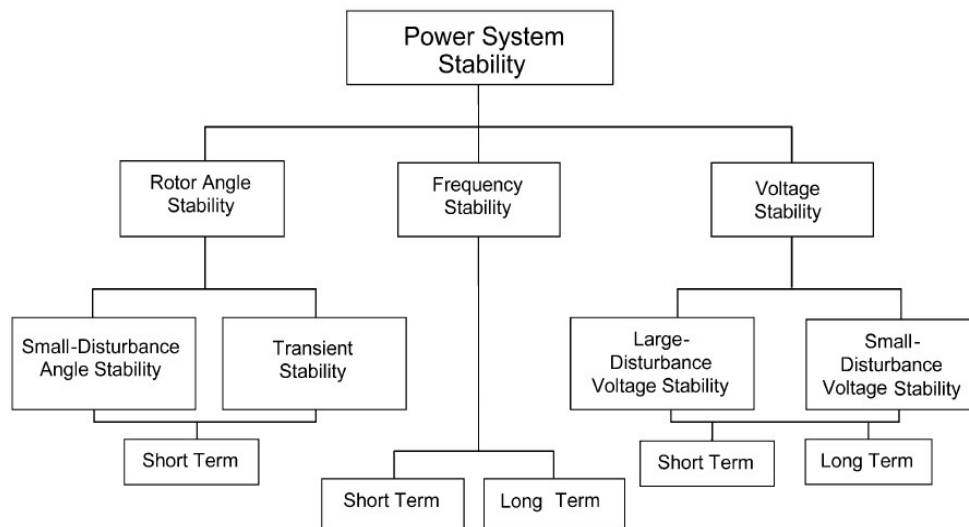 Power System
Stability
Rotor Angle
Stability
Frequency
Stability
Voltage
Stability
Small-Disturbance
Angle Stability
Transient
Stability
Large-
Disturbance
Voltage Stability
Small-
Disturbance
Voltage Stability
Short Term
Short Term
Long Term
Short Term
Long Term